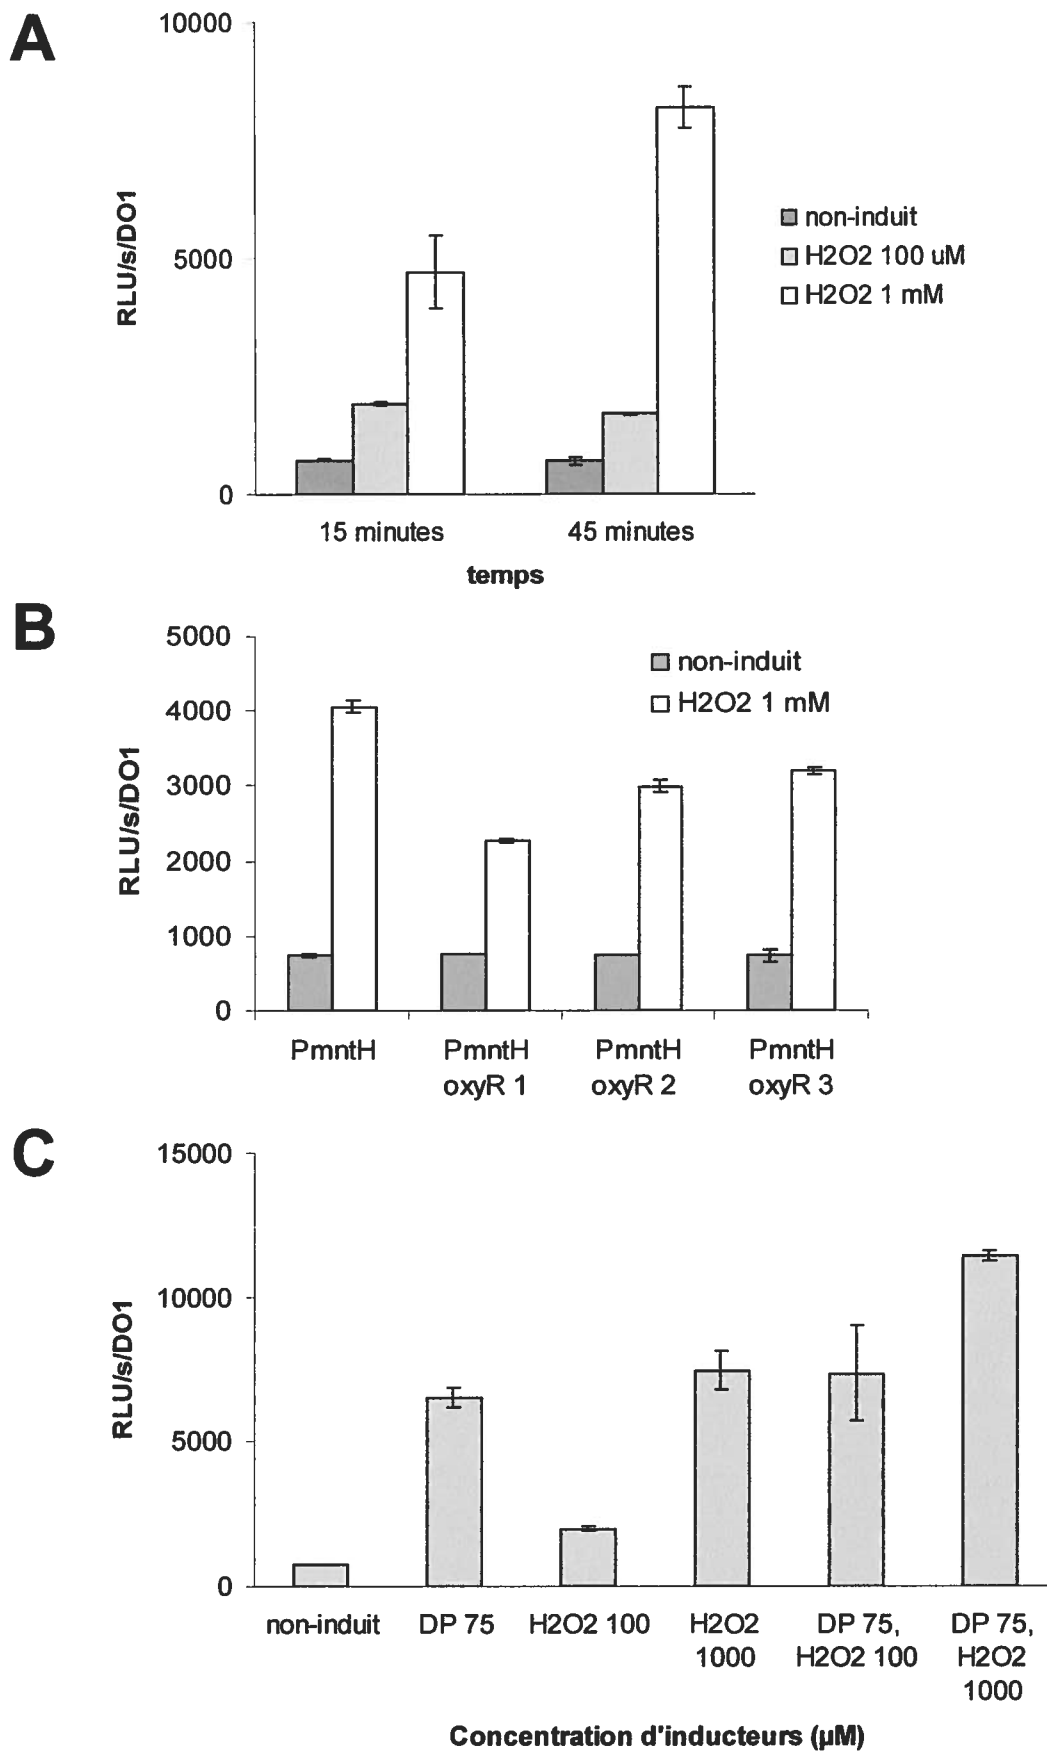 A
10000
5000
0
RLU/s/DO1
non-induit
H2O2 100 uM
H2O2 1 mM
15 minutes
45 minutes
temps
B
5000
4000
3000
2000
1000
0
RLU/s/DO1
non-induit
H2O2 1 mM
PmntH
PmntH
oxyR 1
PmntH
oxyR 2
PmntH
oxyR 3
C
15000
10000
5000
0
RLU/s/DO1
non-induit
DP 75
H2O2 100
H2O2
1000
DP 75,
H2O2 100
DP 75,
H2O2
1000
Concentration d'inducteurs (µM)